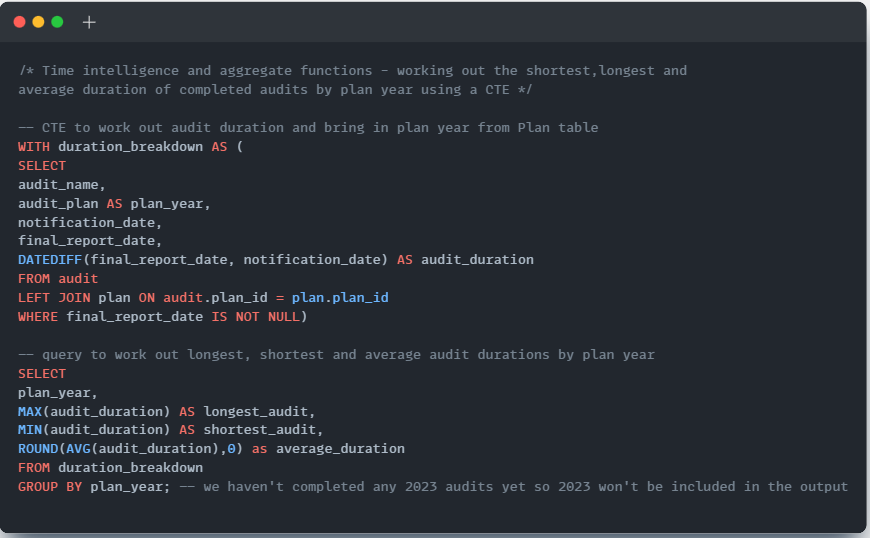 /* Time intelligence and aggregate functions - working out the shortest,longest and
average duration of completed audits by plan year using a CTE */
-- CTE to work out audit duration and bring in plan year from Plan table
WITH duration_breakdown AS (
SELECT
audit_name,
audit_plan AS plan_year,
notification_date,
final_report_date,
DATEDIFF(final_report_date, notification_date) AS audit_duration
FROM audit
LEFT JOIN plan ON audit.plan_id = plan.plan_id
WHERE final_report_date IS NOT NULL)
-- query to work out longest, shortest and average audit durations by plan year
SELECT
plan_year,
MAX(audit_duration) AS longest_audit,
MIN(audit_duration) AS shortest_audit,
ROUND(AVG(audit_duration),0) as average_duration
FROM duration_breakdown
GROUP BY plan_year; -- we haven't completed any 2023 audits yet so 2023 won't be included in the output